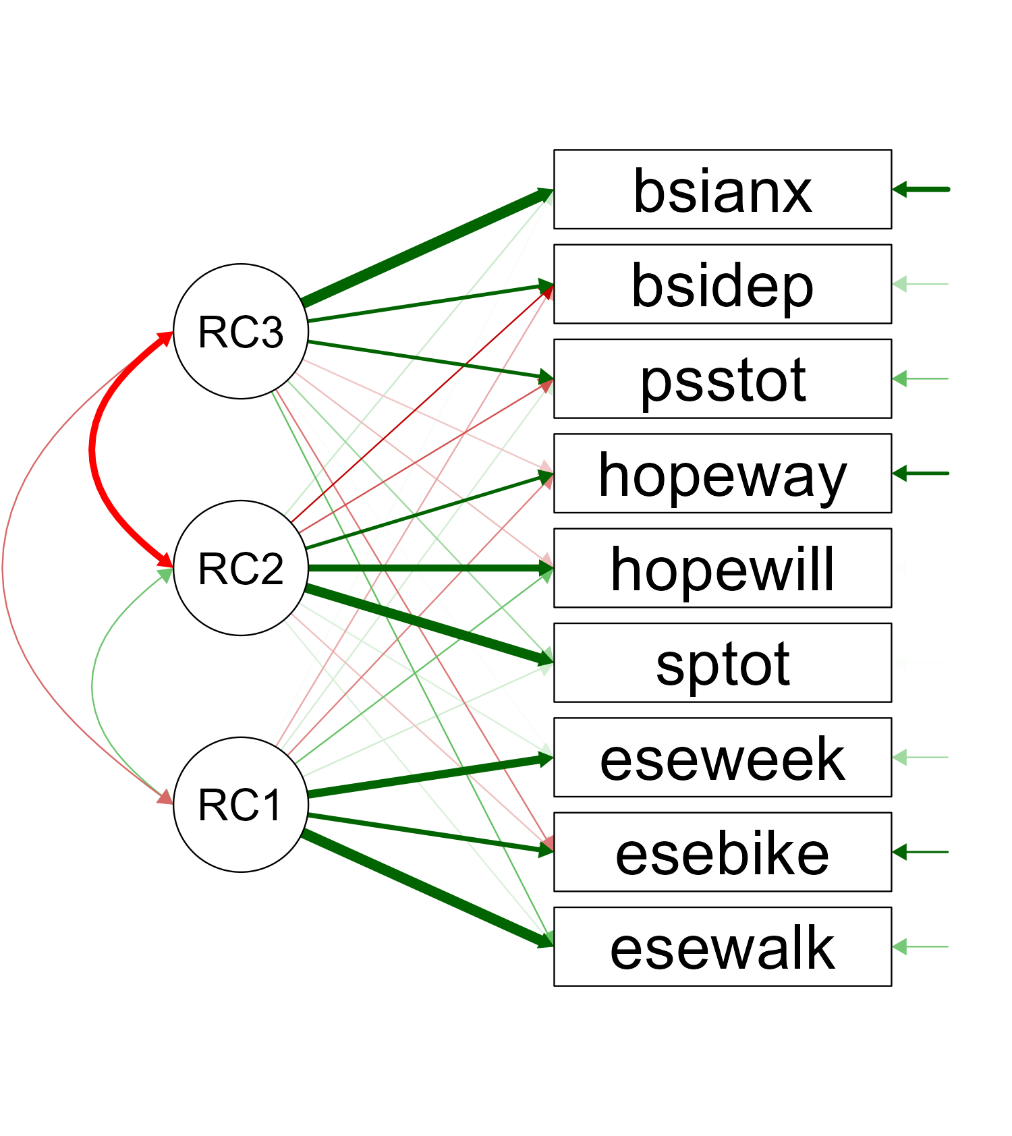 RC3
RC2
RC1
bsianx
bsidep
psstot
hopeway
hopewill
sptot
eseweek
esebike
esewalk